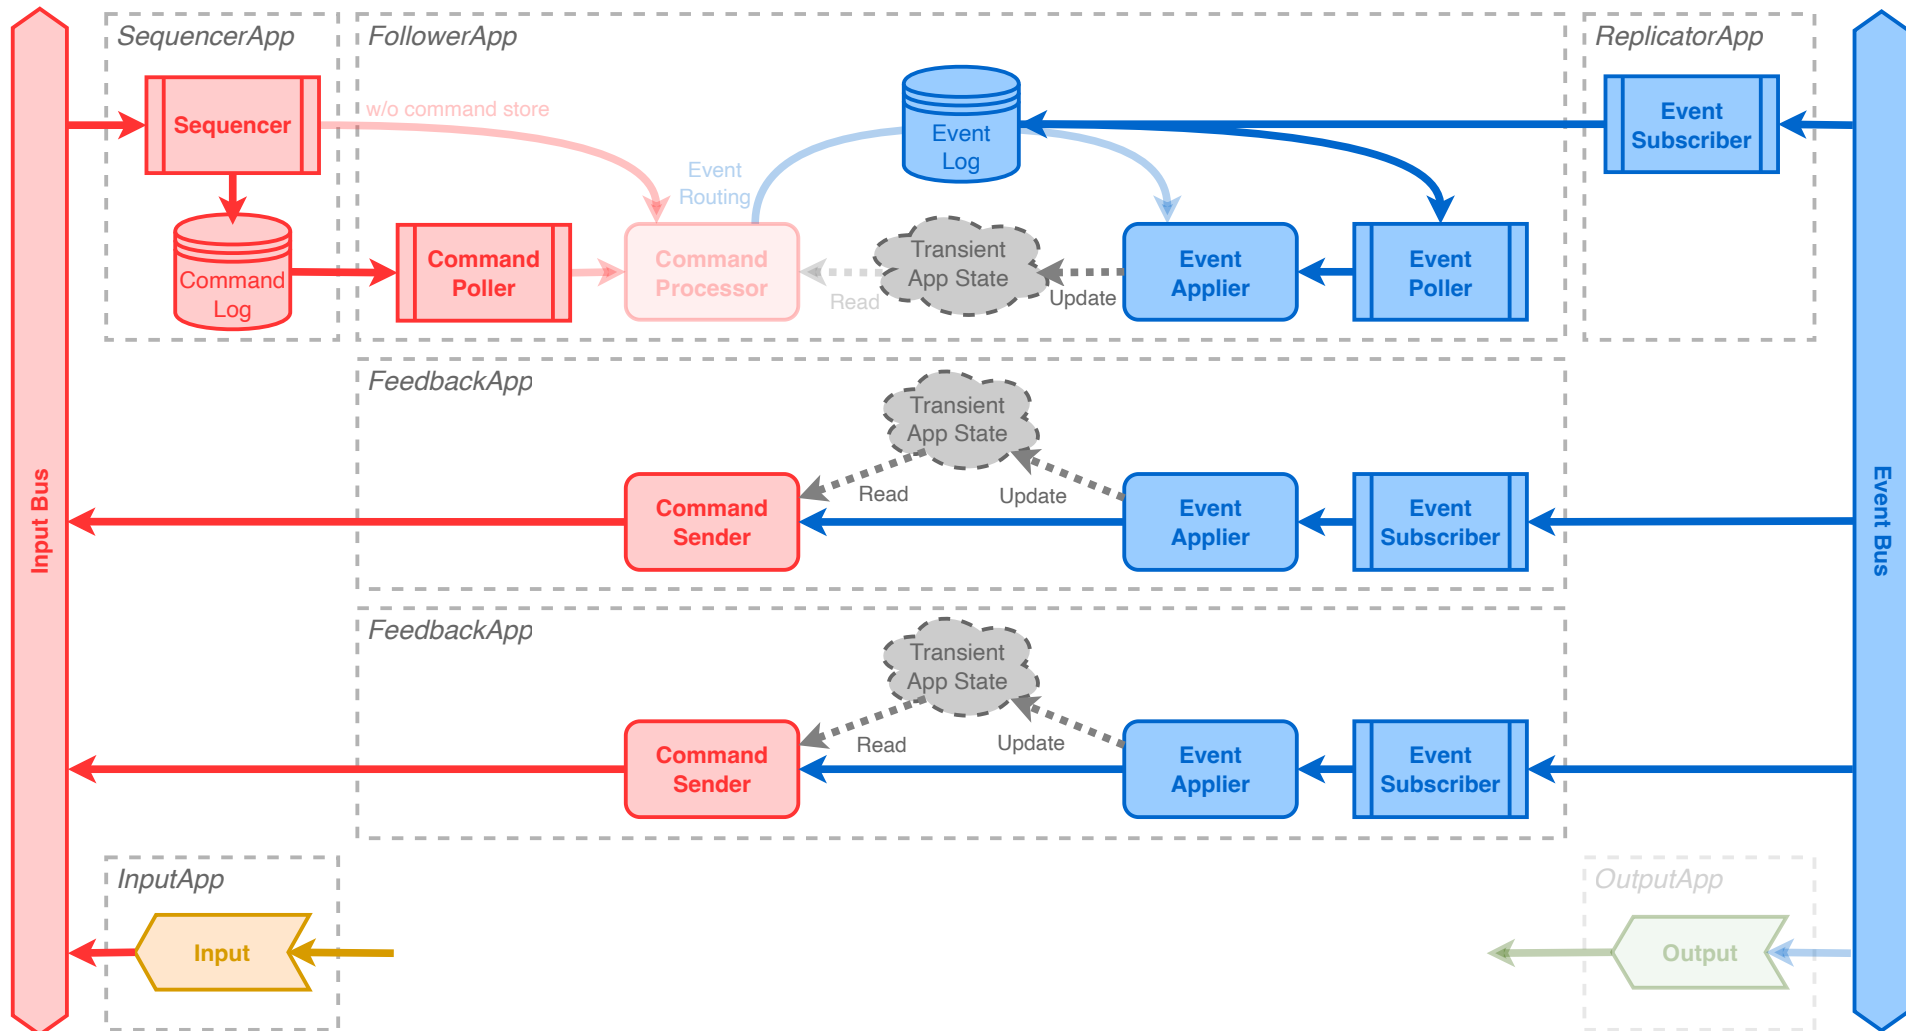 SequencerApp
FollowerApp
ReplicatorApp
Sequencer
w/o command store
Event
Log
Event
Subscriber
Event
Routing
Command
Log
Command
Poller
Command
Processor
Read
Transient
App State
Update
Event
Applier
Event
Poller
FeedbackApp
Transient
App State
Read
Update
Command
Sender
Event
Applier
Event
Subscriber
Input Bus
Event Bus
FeedbackApp
Transient
App State
Read
Update
Command
Sender
Event
Applier
Event
Subscriber
InputApp
Input
OutputApp
Output